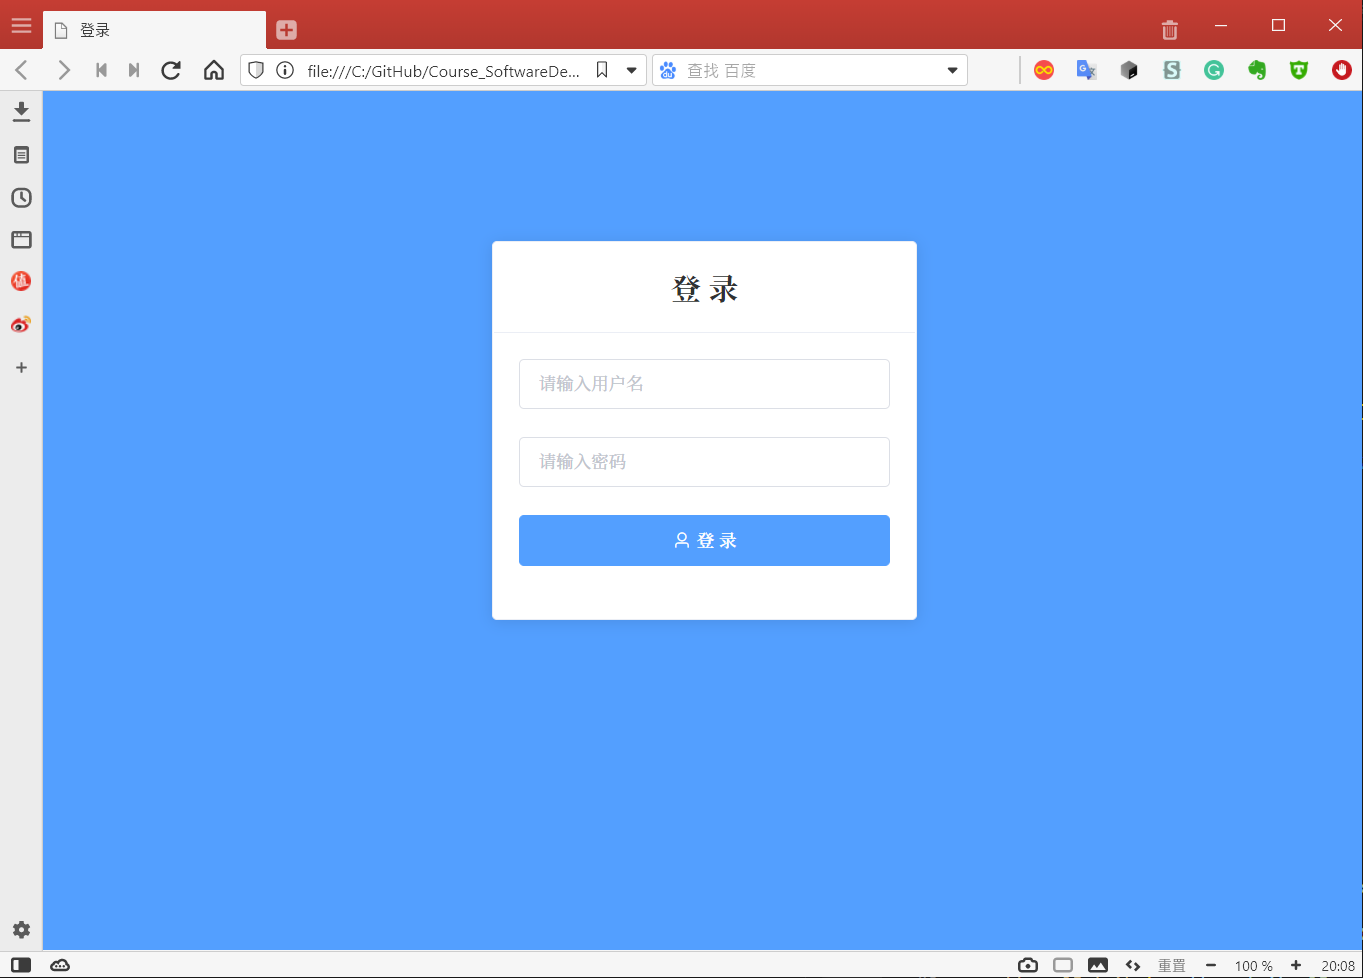 登录
file:///C:/GitHub/Course_SoftwareDe...
查找 百度
值
登 录
请输入用户名
请输入密码
登 录
重置
100 %
20:08